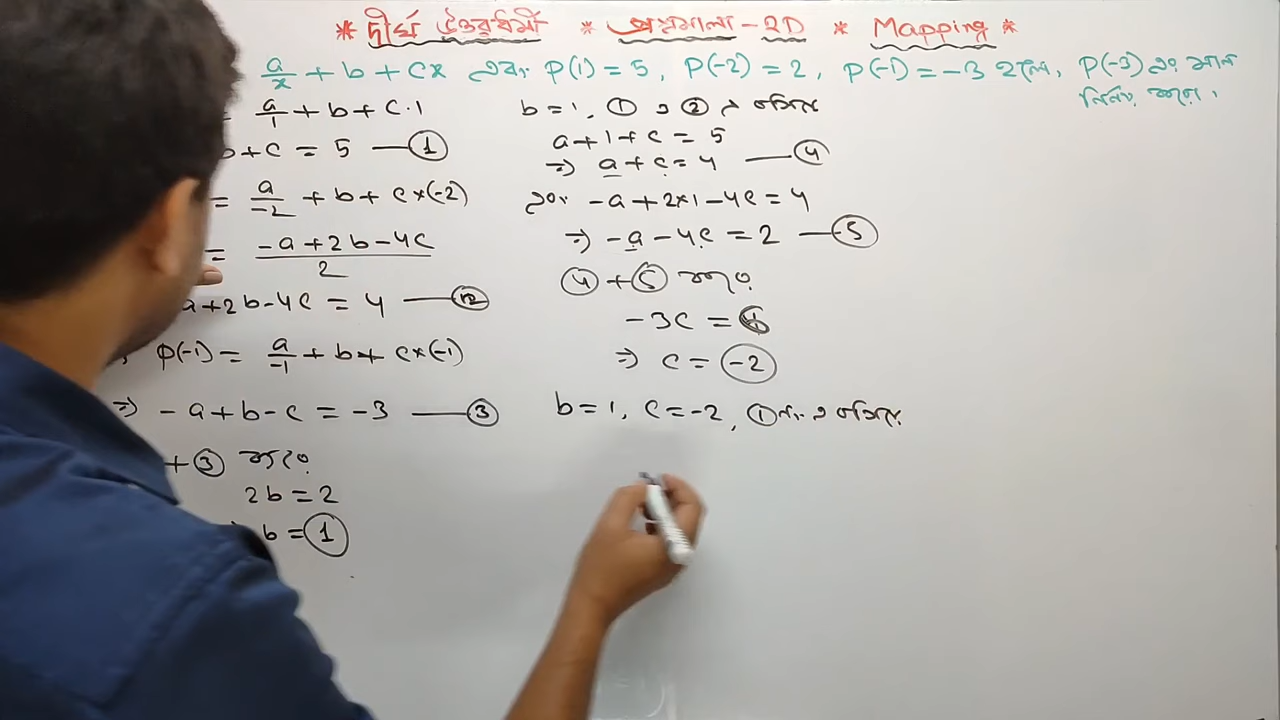 * দীর্ঘ উত্তরধর্মী * প্রশ্নমালা - 2D * Mapping *
a/x + b + cx এবং P(1) = 5, P(-2) = 2, P(-1) = -3 হলে, P(-3) এর মান
নির্ণয় করো।
= a/1 + b + c·1
b + c = 5 — ①
= a/-2 + b + c×(-2)
= (-a + 2b - 4c)/2
a + 2b - 4c = 4 — ②
P(-1) = a/-1 + b + c×(-1)
⇒ -a + b - c = -3 — ③
+ ③ করে
2b = 2
b = 1
b = 1, ① ও ② এ বসিয়ে
a + 1 + c = 5
⇒ a + c = 4 — ④
এবং -a + 2×1 - 4c = 4
⇒ -a - 4c = 2 — ⑤
④ + ⑤ করে
-3c = 6
⇒ c = -2
b = 1, c = -2, ① নং এ বসিয়ে,